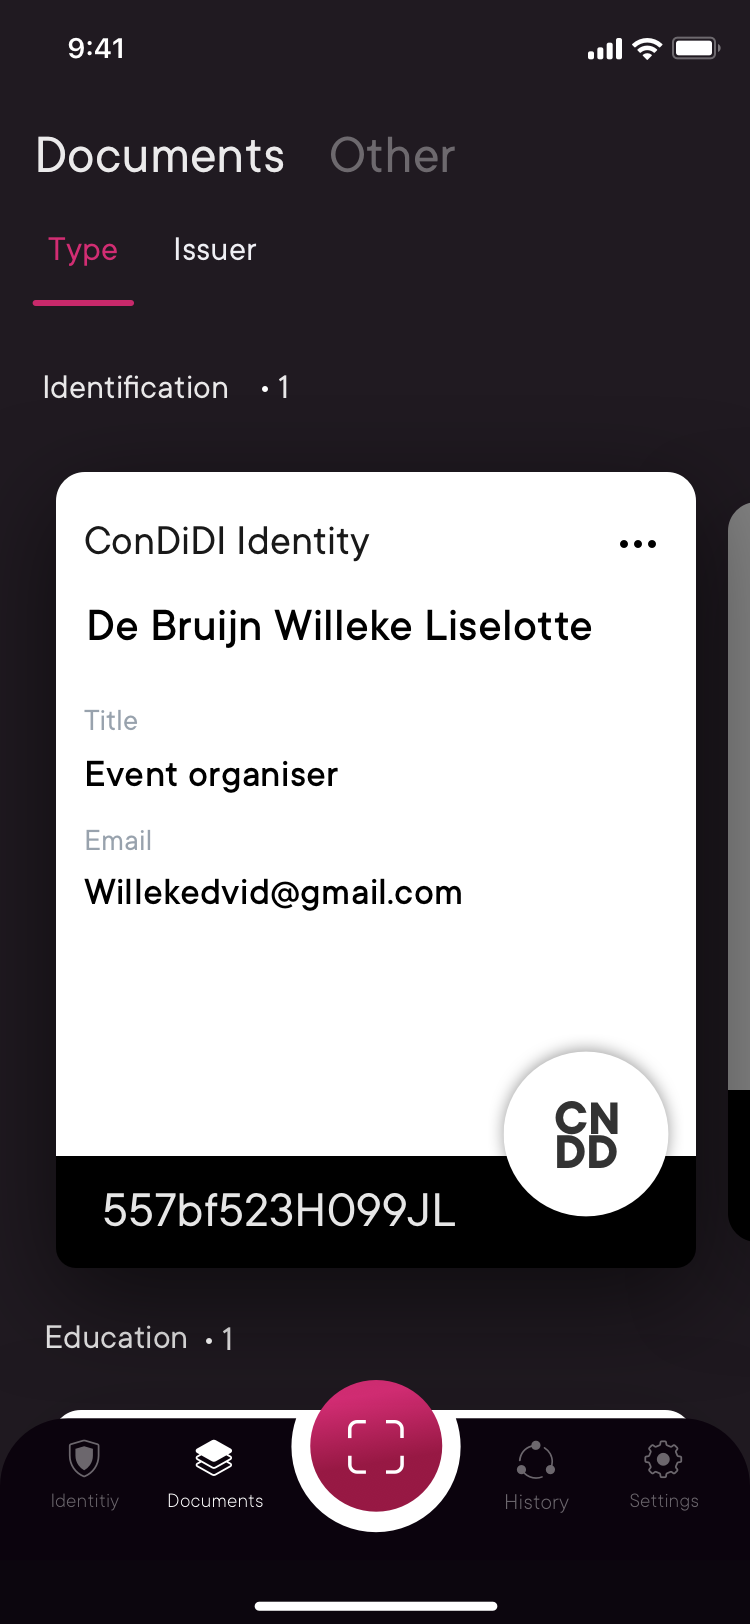 9:41
Documents Other
Type Issuer
Identification • 1
ConDiDI Identity
De Bruijn Willeke Liselotte
Title
Event organiser
Email
Willekedvid@gmail.com
CN
DD
557bf523H099JL
Education • 1
Identitiy Documents History Settings